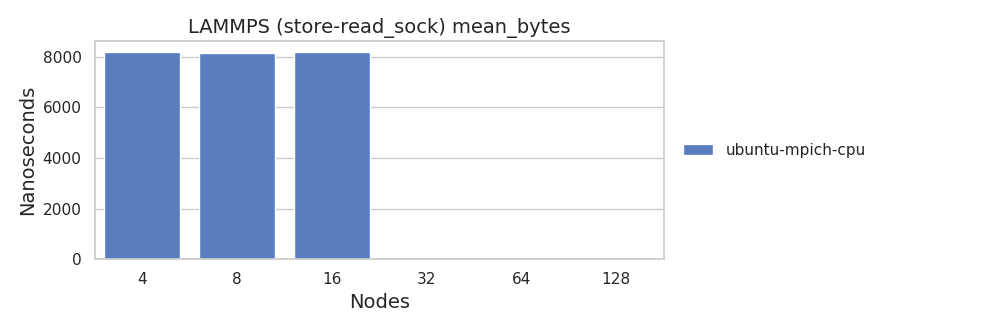 LAMMPS (store-read_sock) mean_bytes
Nanoseconds
8000
6000
4000
2000
0
4 8 16 32 64 128
Nodes
ubuntu-mpich-cpu